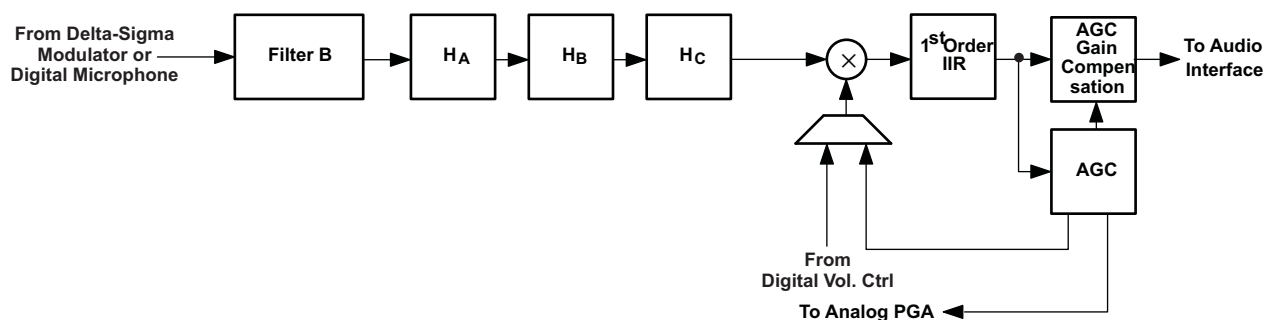 From Delta-Sigma
Modulator or
Digital Microphone
Filter B
HA
HB
HC
×
1st Order
IIR
AGC
Gain
Compen
sation
To Audio
Interface
AGC
From
Digital Vol. Ctrl
To Analog PGA